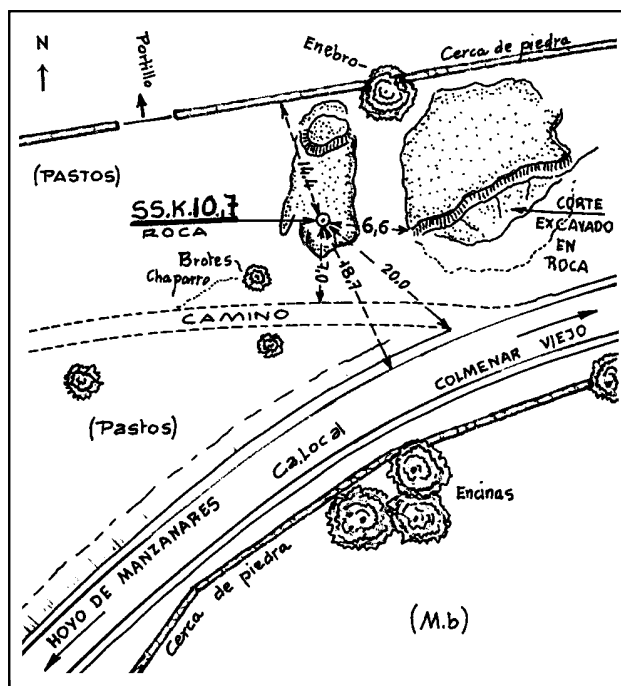 N
Portillo
Enebro
Cerca de piedra
(PASTOS)
14.4
SS.K.10,7
ROCA
6,6
CORTE
EXCAVADO
EN
ROCA
Brotes
Chaparro
7,0
18,7
20.0
CAMINO
COLMENAR VIEJO
(Pastos)
Ca.Local
HOYO DE MANZANARES
Encinas
Cerca de piedra
(M.b)